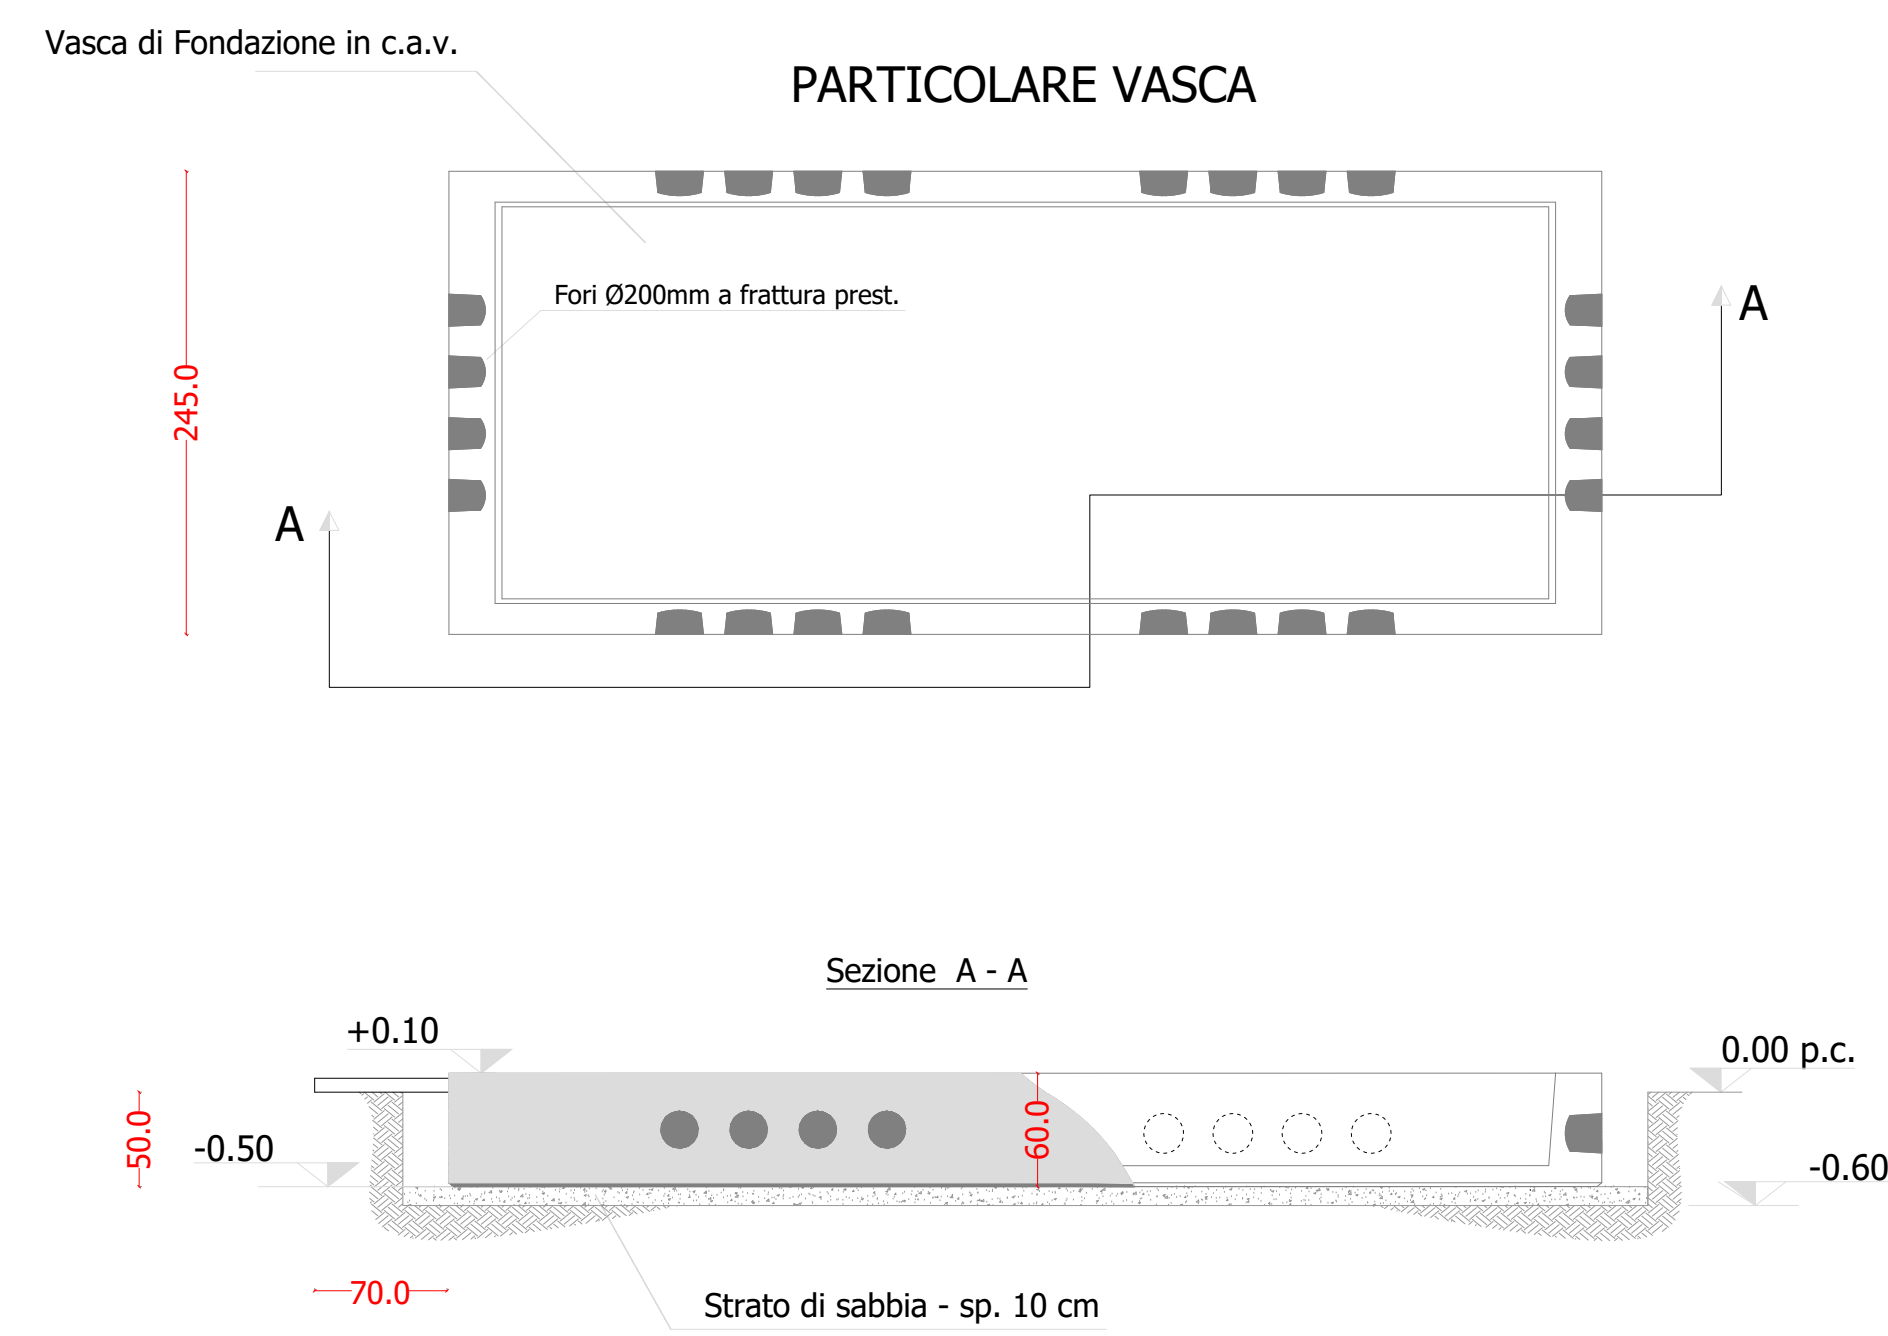 Vasca di Fondazione in c.a.v.
PARTICOLARE VASCA
Fori Ø200mm a frattura prest.
A
245.0
A
Sezione A - A
+0.10
0.00 p.c.
50.0
60.0
-0.50
-0.60
70.0
Strato di sabbia - sp. 10 cm